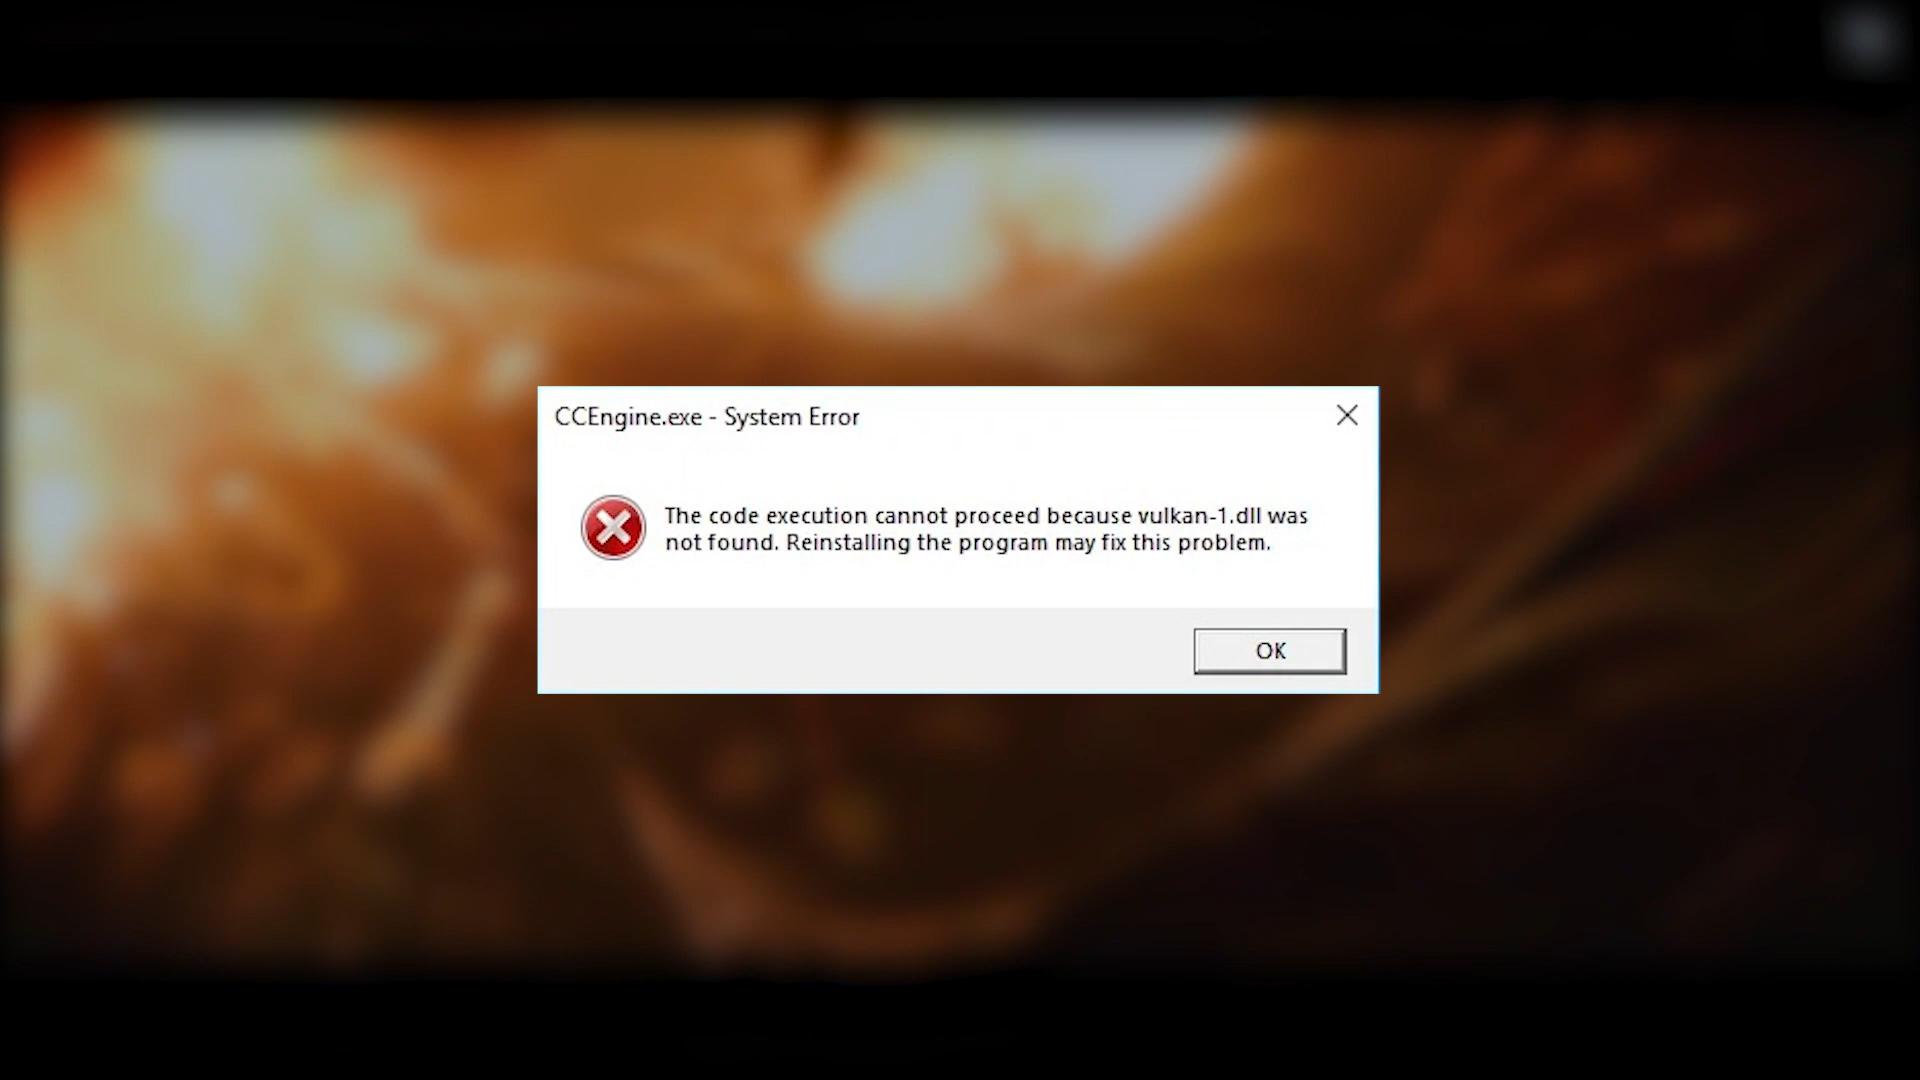 CCEngine.exe - System Error
The code execution cannot proceed because vulkan-1.dll was
not found. Reinstalling the program may fix this problem.
OK